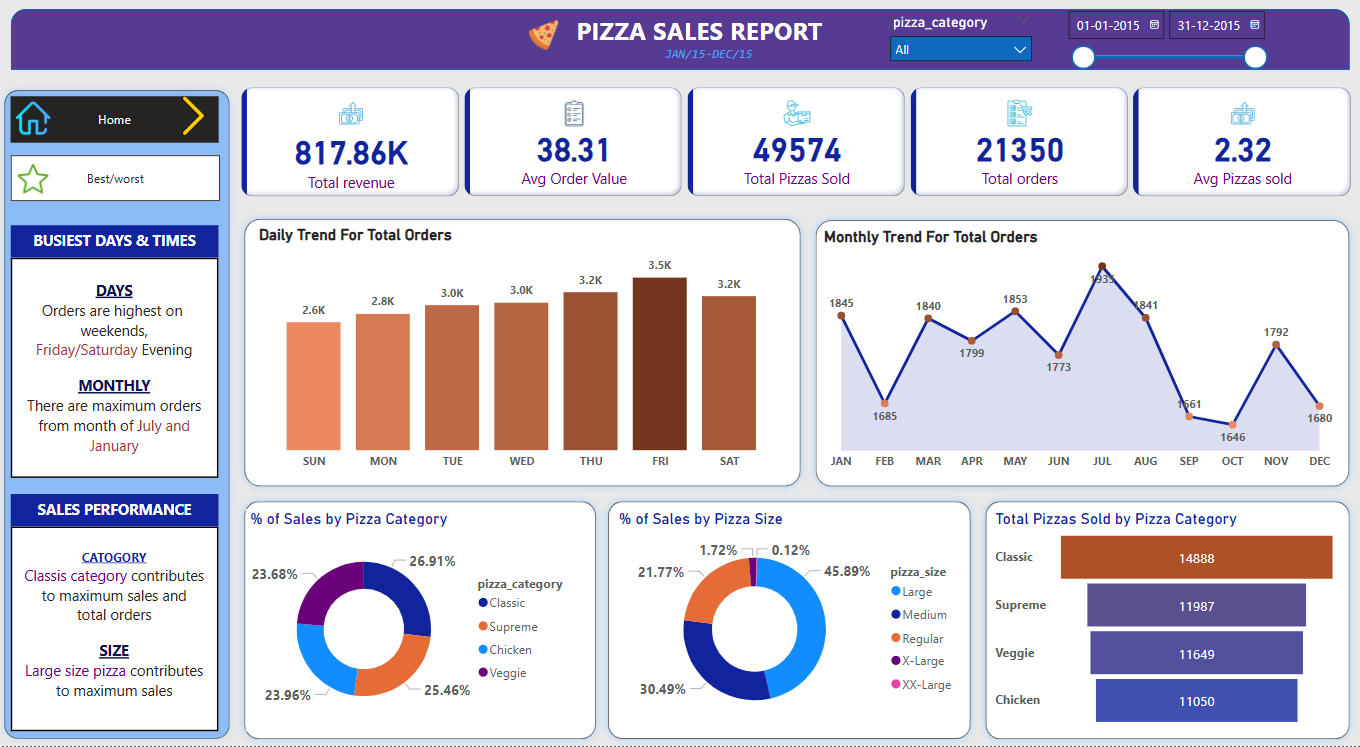 PIZZA SALES REPORT
JAN/15-DEC/15
pizza_category
All
01-01-2015
31-12-2015
Home
Best/worst
BUSIEST DAYS & TIMES
DAYS
Orders are highest on
weekends,
Friday/Saturday Evening
MONTHLY
There are maximum orders
from month of July and
January
SALES PERFORMANCE
CATOGORY
Classis category contributes
to maximum sales and
total orders
SIZE
Large size pizza contributes
to maximum sales
817.86K
Total revenue
38.31
Avg Order Value
49574
Total Pizzas Sold
21350
Total orders
2.32
Avg Pizzas sold
Daily Trend For Total Orders
2.6K
2.8K
3.0K
3.0K
3.2K
3.5K
3.2K
SUN
MON
TUE
WED
THU
FRI
SAT
Monthly Trend For Total Orders
1845
1685
1840
1799
1853
1773
1935
1841
1661
1646
1792
1680
JAN
FEB
MAR
APR
MAY
JUN
JUL
AUG
SEP
OCT
NOV
DEC
% of Sales by Pizza Category
26.91%
25.46%
23.96%
23.68%
pizza_category
Classic
Supreme
Chicken
Veggie
% of Sales by Pizza Size
1.72%
0.12%
21.77%
45.89%
30.49%
pizza_size
Large
Medium
Regular
X-Large
XX-Large
Total Pizzas Sold by Pizza Category
Classic
14888
Supreme
11987
Veggie
11649
Chicken
11050